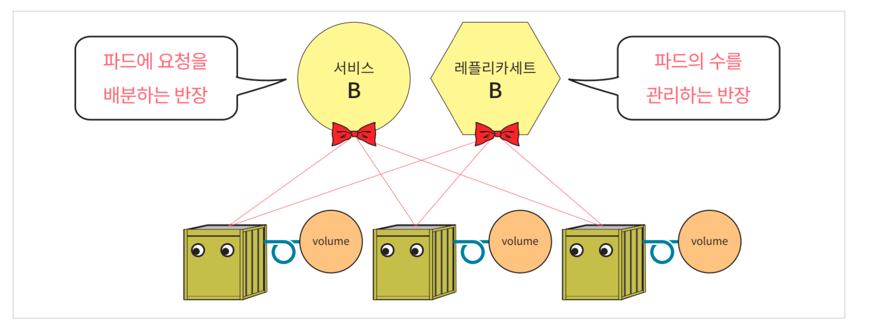 파드에 요청을
배분하는 반장
서비스
B
레플리카세트
B
파드의 수를
관리하는 반장
volume
volume
volume